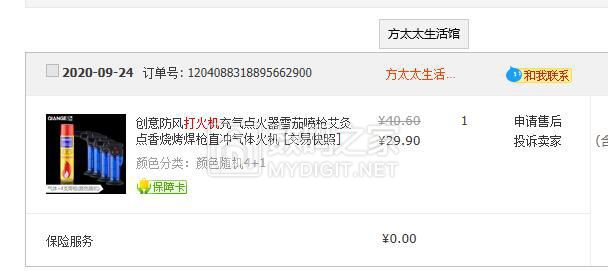 方太太生活馆
2020-09-24 订单号: 1204088318895662900 方太太生活... 和我联系
QIANGE
创意防风打火机充气点火器雪茄喷枪艾灸 ¥40.60 1 申请售后
点香烧烤焊枪直冲气体火机 [交易快照] ¥29.90 投诉卖家 (含
颜色分类: 颜色随机4+1
保障卡
数码之家
MYDIGIT.NET
保险服务 ¥0.00